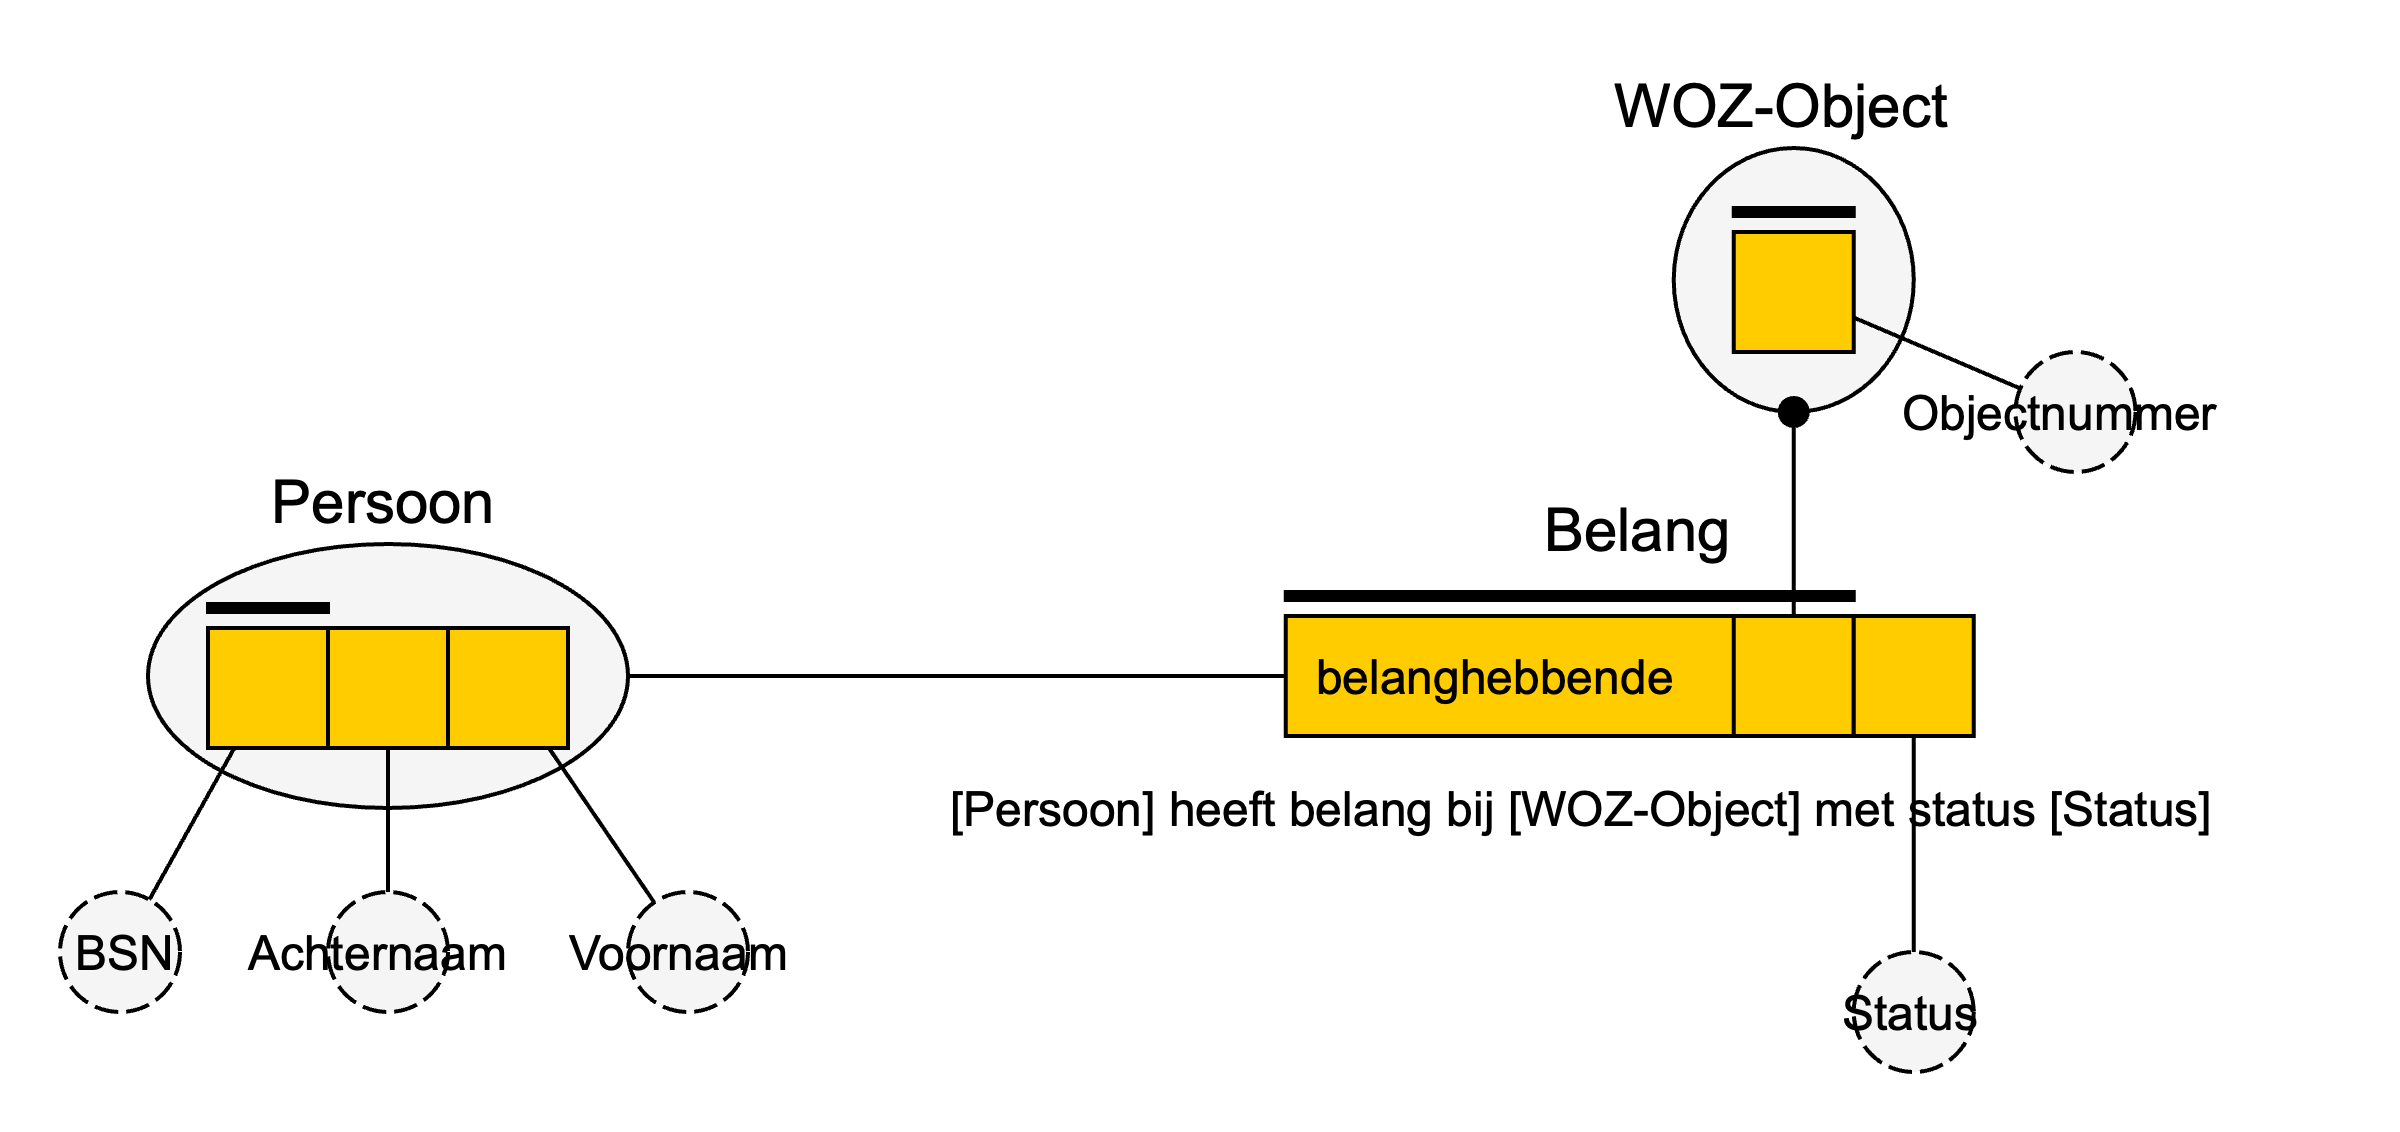 WOZ-Object
Objectnummer
Persoon
Belang
belanghebbende
[Persoon] heeft belang bij [WOZ-Object] met status [Status]
BSN
Achternaam
Voornaam
Status